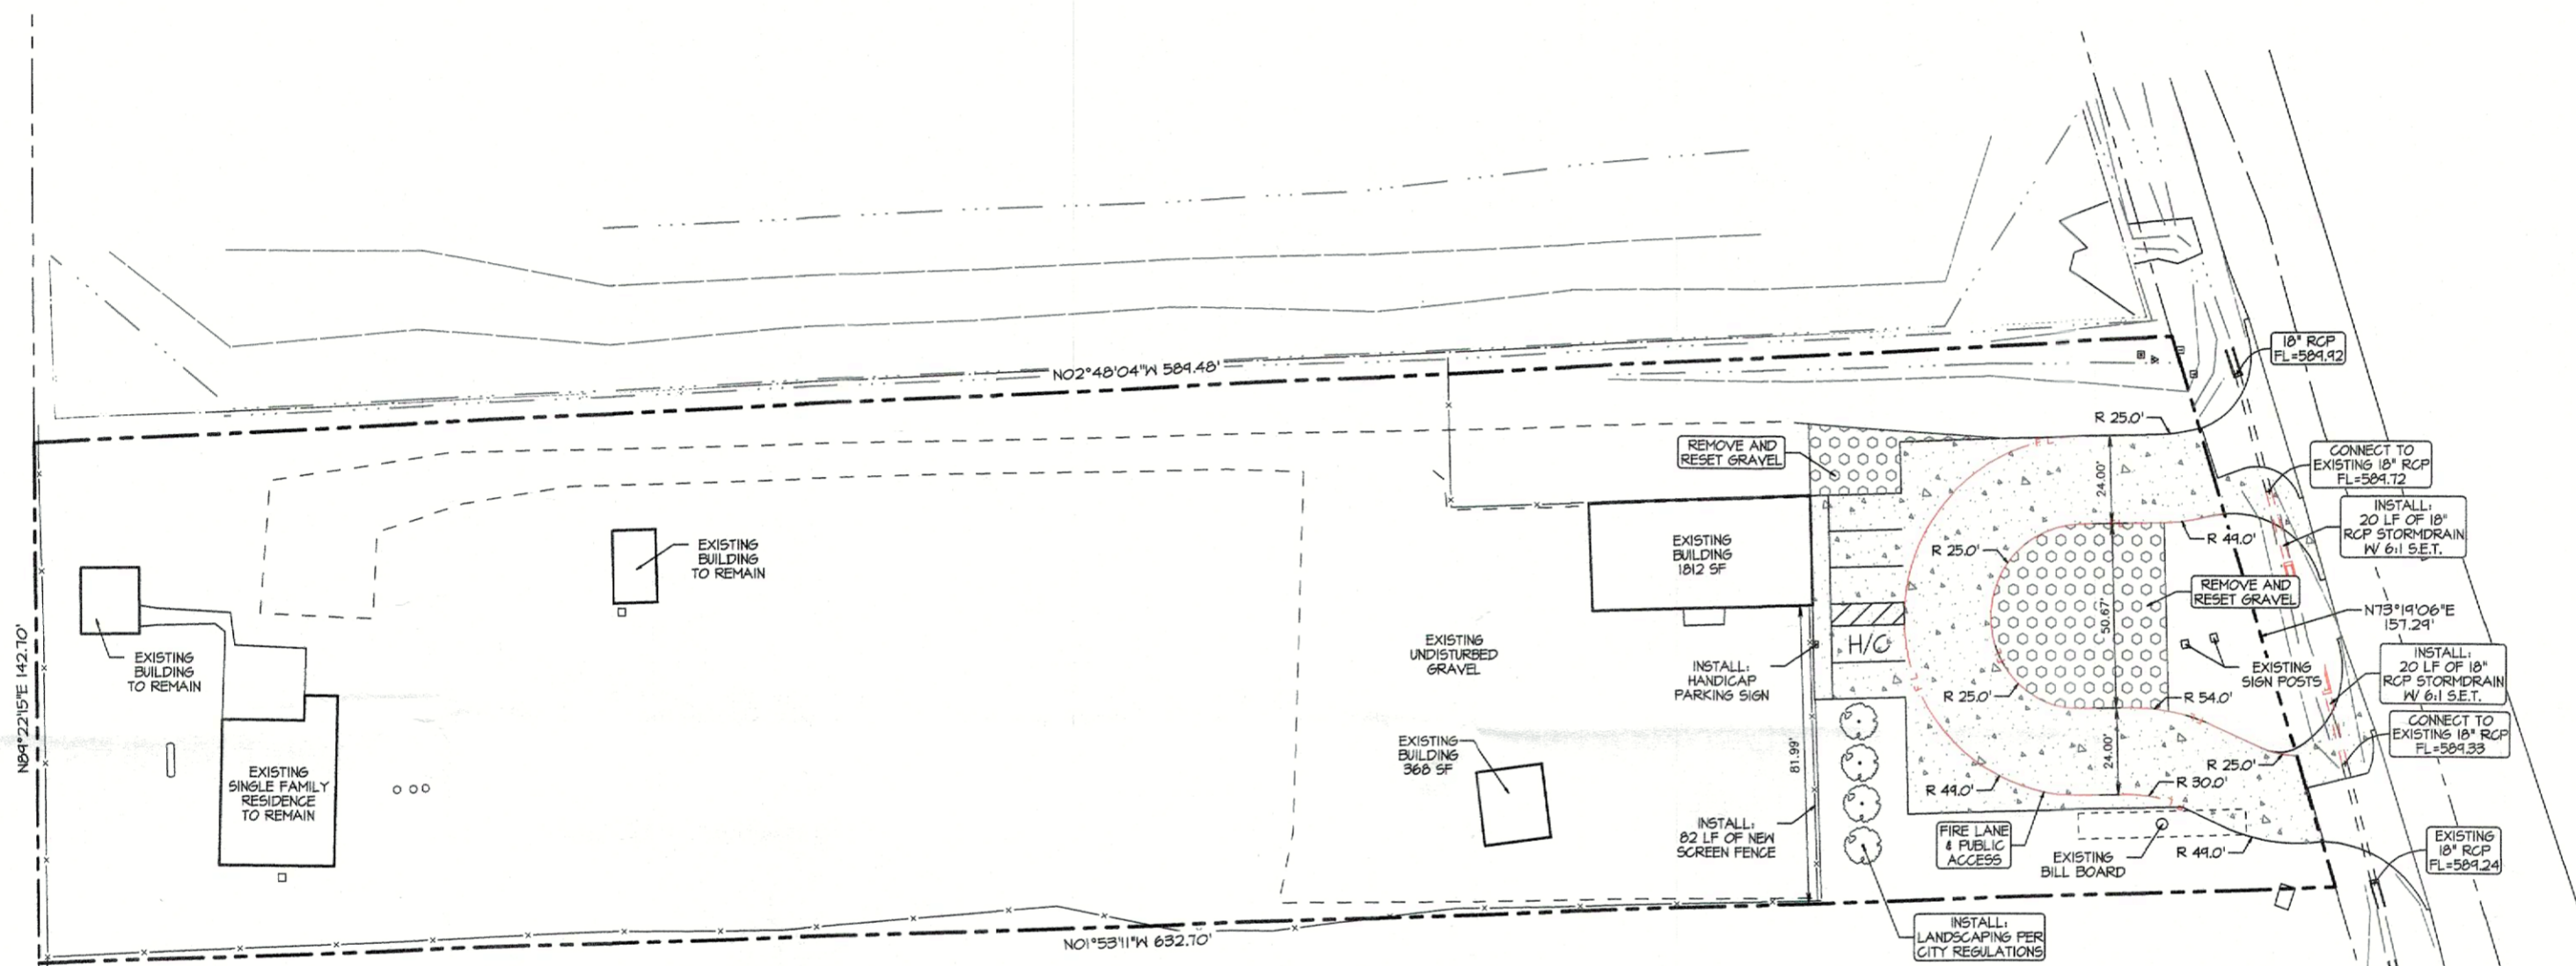 18" RCP
FL=589.92
N02°48'04"W 589.48'
R 25.0'
REMOVE AND
RESET GRAVEL
FL
CONNECT TO
EXISTING 18" RCP
FL=589.72
24.00'
INSTALL:
20 LF OF 18"
RCP STORMDRAIN
W/ 6:1 S.E.T.
R 49.0'
R 25.0'
EXISTING
BUILDING
TO REMAIN
EXISTING
BUILDING
1812 SF
REMOVE AND
RESET GRAVEL
50.67'
N73°19'06"E
157.29'
H/C
EXISTING
UNDISTURBED
GRAVEL
EXISTING
BUILDING
TO REMAIN
N89°22'15"E 142.70'
INSTALL:
HANDICAP
PARKING SIGN
FL
R 25.0'
R 54.0'
EXISTING
SIGN POSTS
INSTALL:
20 LF OF 18"
RCP STORMDRAIN
W/ 6:1 S.E.T.
CONNECT TO
EXISTING 18" RCP
FL=589.33
EXISTING
BUILDING
368 SF
81.99'
24.00'
R 25.0'
R 49.0'
R 30.0'
EXISTING
SINGLE FAMILY
RESIDENCE
TO REMAIN
INSTALL:
82 LF OF NEW
SCREEN FENCE
FIRE LANE
& PUBLIC
ACCESS
EXISTING
BILL BOARD
R 49.0'
EXISTING
18" RCP
FL=589.24
N01°53'11"W 632.70'
INSTALL:
LANDSCAPING PER
CITY REGULATIONS